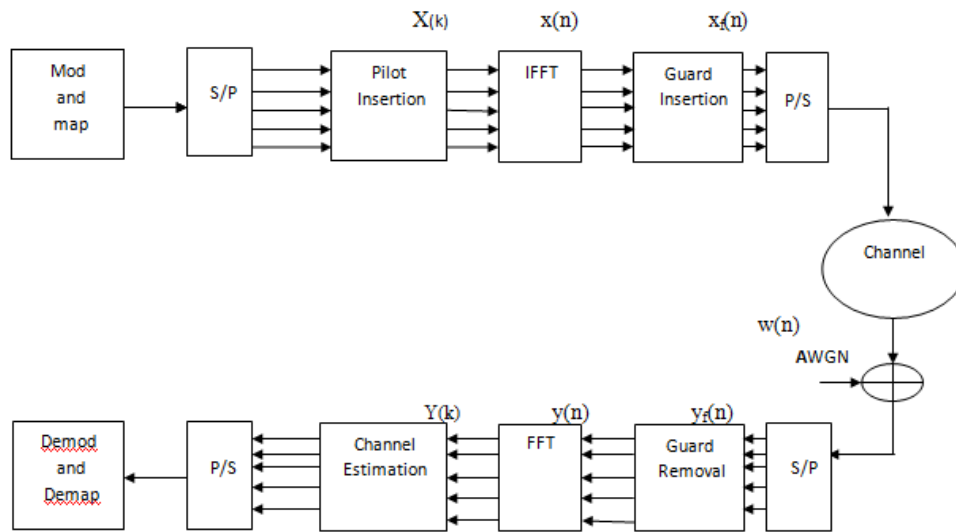 X(k)
x(n)
xf(n)
Mod
and
map
S/P
Pilot
Insertion
IFFT
Guard
Insertion
P/S
Channel
w(n)
AWGN
Y(k)
y(n)
yf(n)
Demod
and
Demap
P/S
Channel
Estimation
FFT
Guard
Removal
S/P